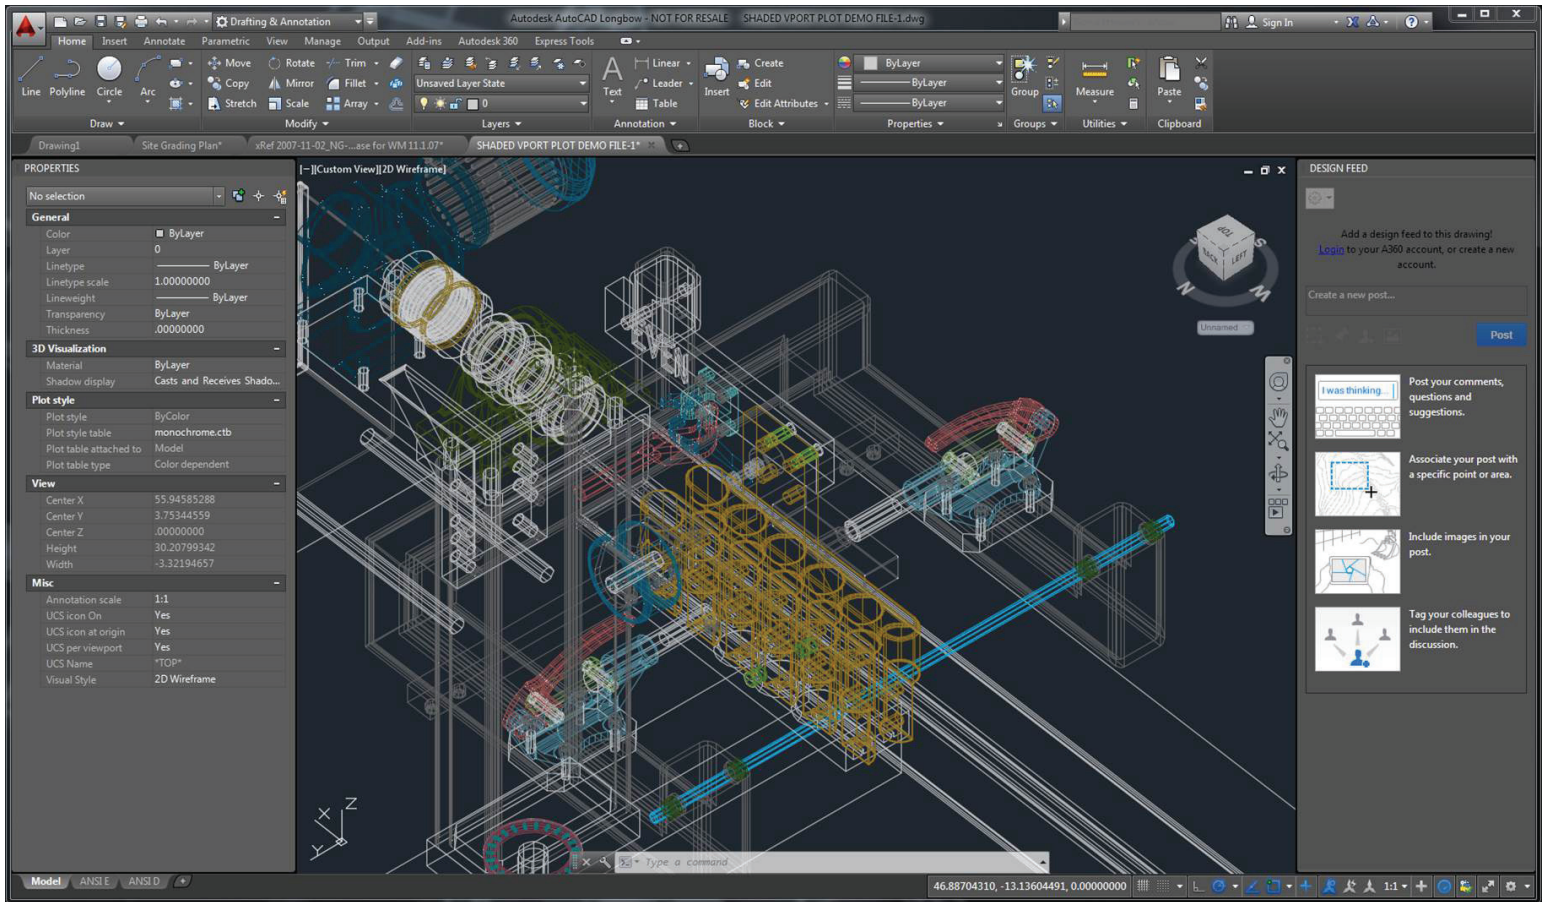 Drafting & Annotation
Autodesk AutoCAD Longbow - NOT FOR RESALE SHADED VPORT PLOT DEMO FILE-1.dwg
Sign In
Home Insert Annotate Parametric View Manage Output Add-ins Autodesk 360 Express Tools
Line Polyline Circle Arc
Draw
Move Rotate Trim
Copy Mirror Fillet
Stretch Scale Array
Modify
Unsaved Layer State
0
Layers
Text
Linear
Leader
Table
Annotation
Insert
Create
Edit
Edit Attributes
Block
ByLayer
ByLayer
ByLayer
Properties
Group
Groups
Measure
Utilities
Paste
Clipboard
Drawing1 Site Grading Plan* xRef 2007-11-02_NG-...ase for WM 11.1.07* SHADED VPORT PLOT DEMO FILE-1*
PROPERTIES
No selection
General
Color ByLayer
Layer 0
Linetype ByLayer
Linetype scale 1.00000000
Lineweight ByLayer
Transparency ByLayer
Thickness .00000000
3D Visualization
Material ByLayer
Shadow display Casts and Receives Shado...
Plot style
Plot style ByColor
Plot style table monochrome.ctb
Plot table attached to Model
Plot table type Color dependent
View
Center X 55.94585288
Center Y 3.75344559
Center Z .00000000
Height 30.20799342
Width -3.32194657
Misc
Annotation scale 1:1
UCS icon On Yes
UCS icon at origin Yes
UCS per viewport Yes
UCS Name *TOP*
Visual Style 2D Wireframe
[−][Custom View][2D Wireframe]
TOP
BACK LEFT
S
N W
Unnamed
X Z
Y
Type a command
DESIGN FEED
Add a design feed to this drawing!
Login to your A360 account, or create a new
account.
Create a new post...
Post
I was thinking...
Post your comments,
questions and
suggestions.
Associate your post with
a specific point or area.
Include images in your
post.
Tag your colleagues to
include them in the
discussion.
Model ANSI E ANSI D
46.88704310, -13.13604491, 0.00000000
1:1